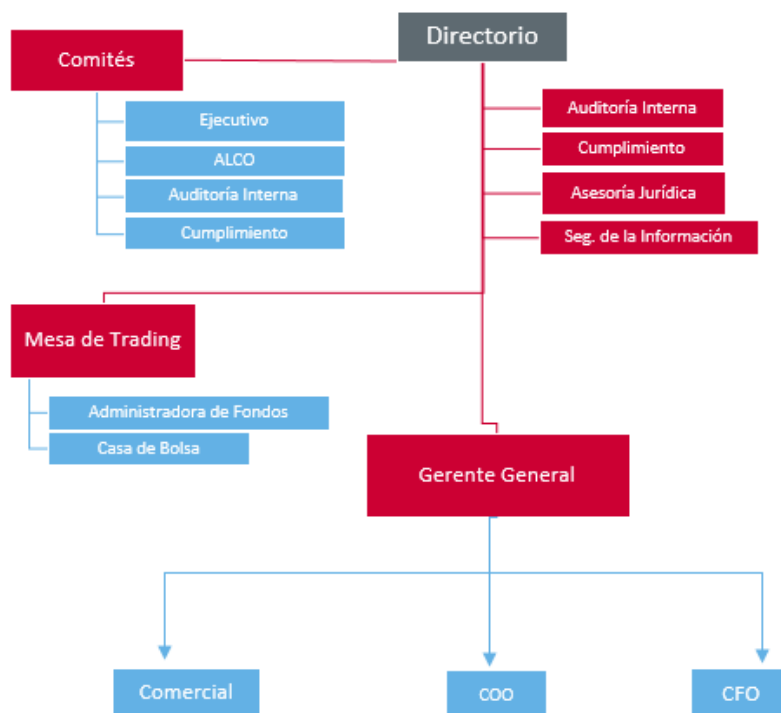 Directorio
Comités
Ejecutivo
ALCO
Auditoría Interna
Cumplimiento
Auditoría Interna
Cumplimiento
Asesoría Jurídica
Seg. de la Información
Mesa de Trading
Administradora de Fondos
Casa de Bolsa
Gerente General
Comercial
COO
CFO